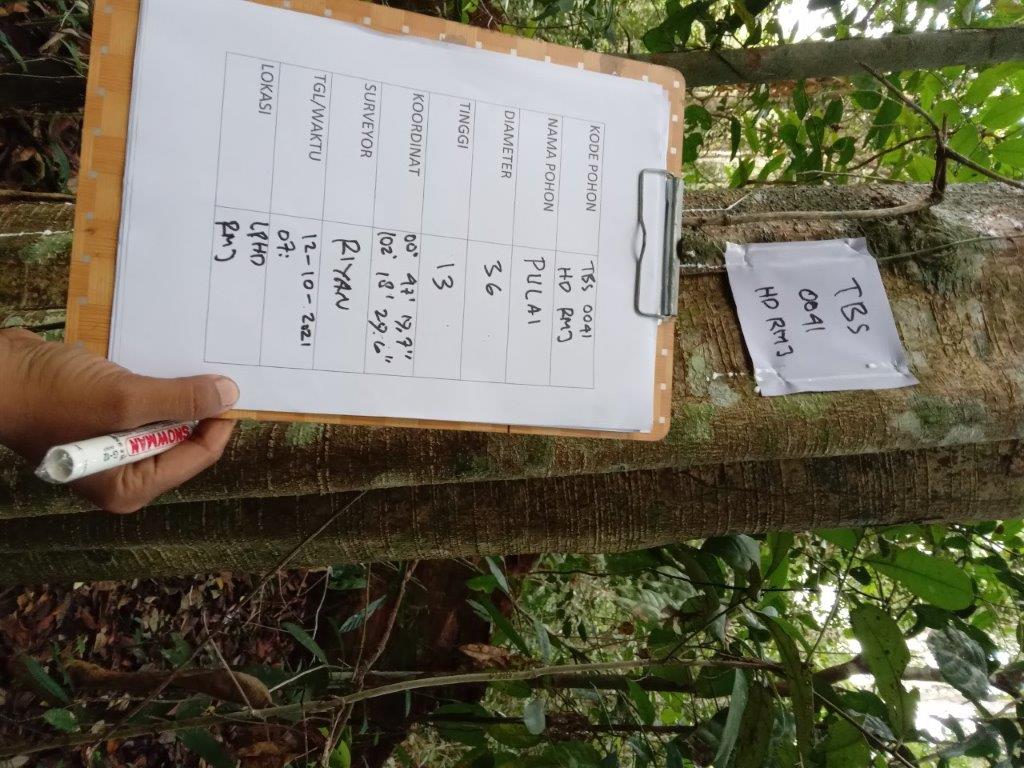 KODE POHON TBS 0041
HD RMJ
NAMA POHON PULAI
DIAMETER 36
TINGGI 13
KOORDINAT 00° 47' 19,7"
102° 18' 29,6"
SURVEYOR RIYAN
TGL/WAKTU 12-10-2021
07:
LOKASI LPHD
RMJ
TBS
0041
HD RMJ
SNOWMAN